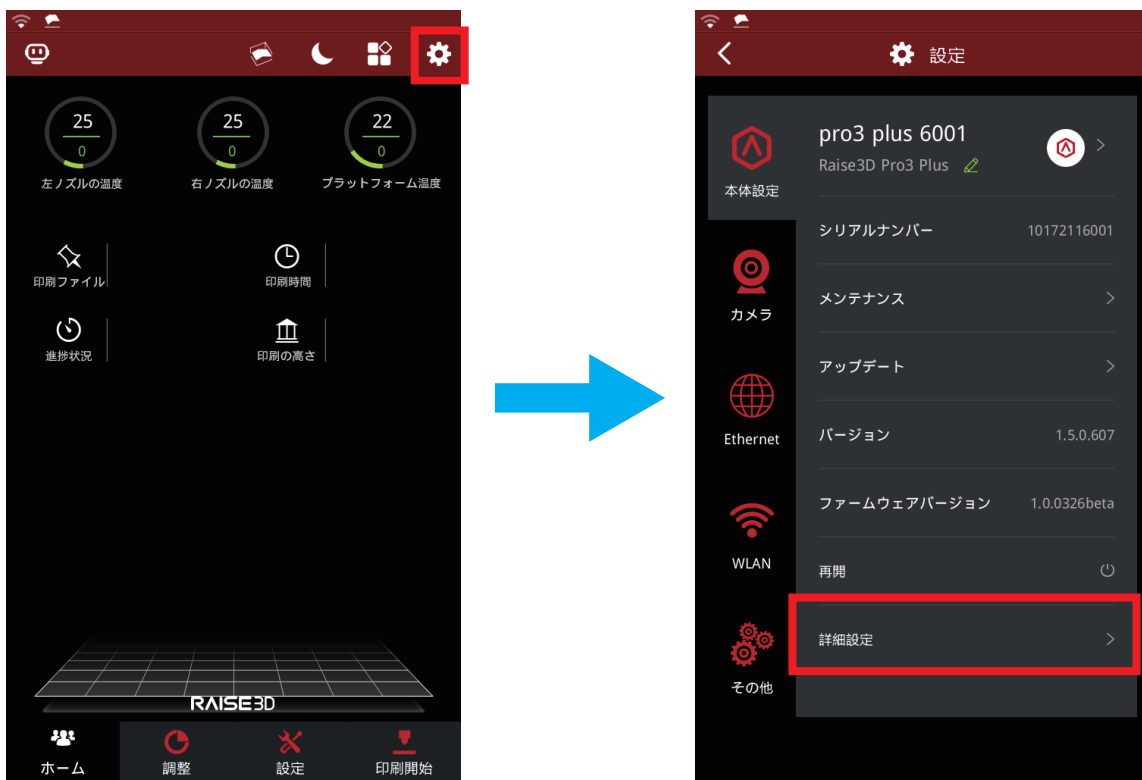 25
0
左ノズルの温度
25
0
右ノズルの温度
22
0
プラットフォーム温度
印刷ファイル
印刷時間
進捗状況
印刷の高さ
RAISE3D
ホーム
調整
設定
印刷開始
設定
本体設定
カメラ
Ethernet
WLAN
その他
pro3 plus 6001
Raise3D Pro3 Plus
シリアルナンバー 10172116001
メンテナンス
アップデート
バージョン 1.5.0.607
ファームウェアバージョン 1.0.0326beta
再開
詳細設定